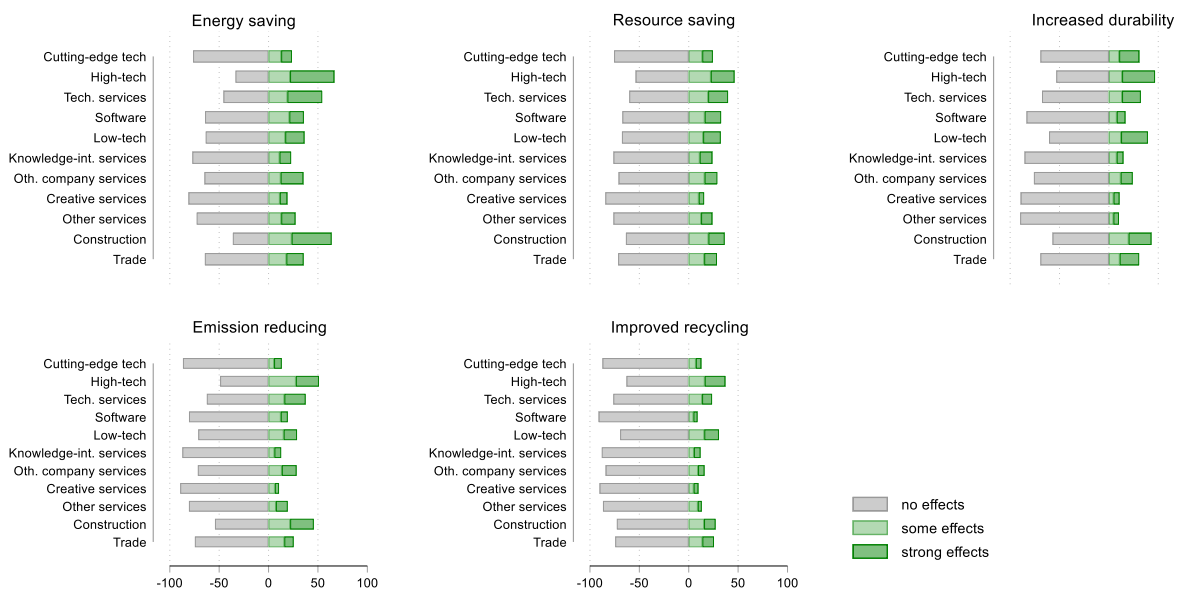 Energy saving
Cutting-edge tech
High-tech
Tech. services
Software
Low-tech
Knowledge-int. services
Oth. company services
Creative services
Other services
Construction
Trade
Resource saving
Cutting-edge tech
High-tech
Tech. services
Software
Low-tech
Knowledge-int. services
Oth. company services
Creative services
Other services
Construction
Trade
Increased durability
Cutting-edge tech
High-tech
Tech. services
Software
Low-tech
Knowledge-int. services
Oth. company services
Creative services
Other services
Construction
Trade
Emission reducing
Cutting-edge tech
High-tech
Tech. services
Software
Low-tech
Knowledge-int. services
Oth. company services
Creative services
Other services
Construction
Trade
-100 -50 0 50 100
Improved recycling
Cutting-edge tech
High-tech
Tech. services
Software
Low-tech
Knowledge-int. services
Oth. company services
Creative services
Other services
Construction
Trade
-100 -50 0 50 100
no effects
some effects
strong effects